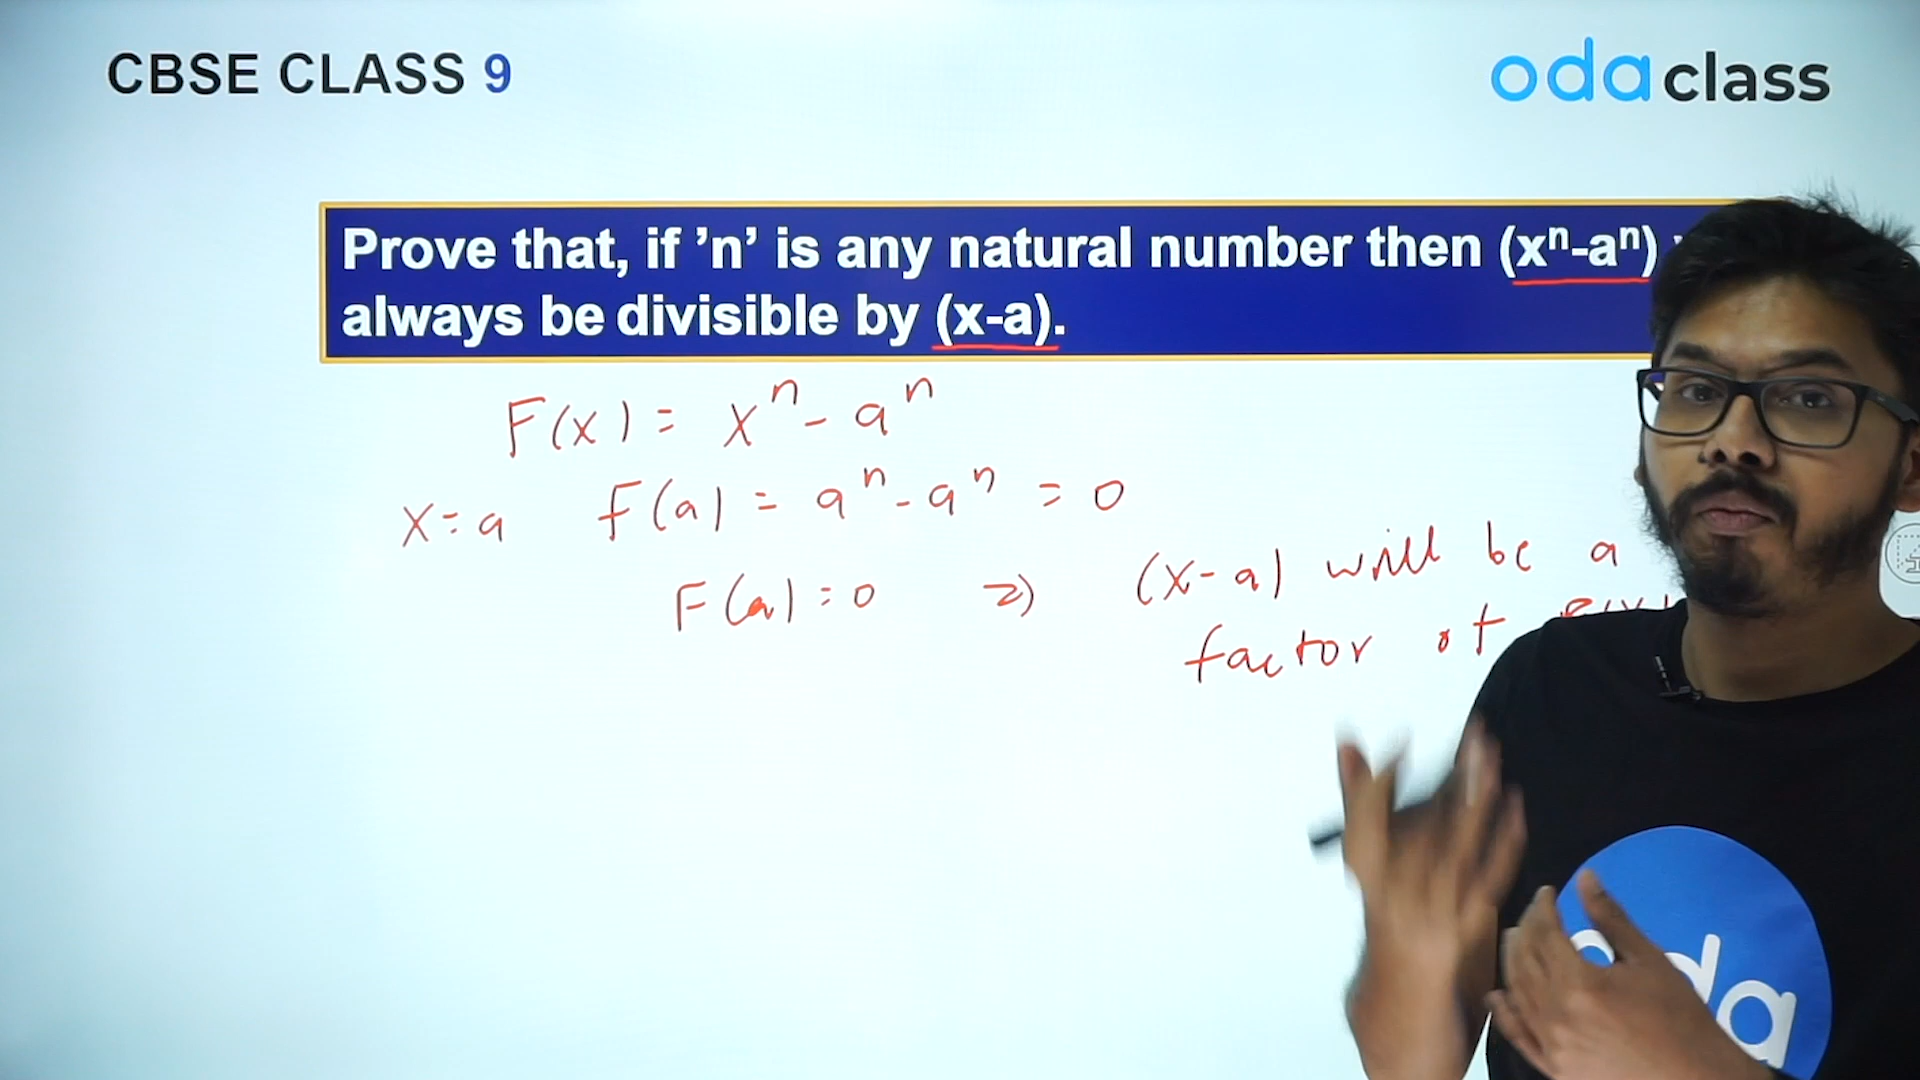 CBSE CLASS 9
odaclass
Prove that, if ’n’ is any natural number then (xⁿ-aⁿ)
always be divisible by (x-a).
F(x) = xⁿ - aⁿ
x = a F(a) = aⁿ - aⁿ = 0
F(a) = 0 ⇒ (x-a) will be a
factor of
oda